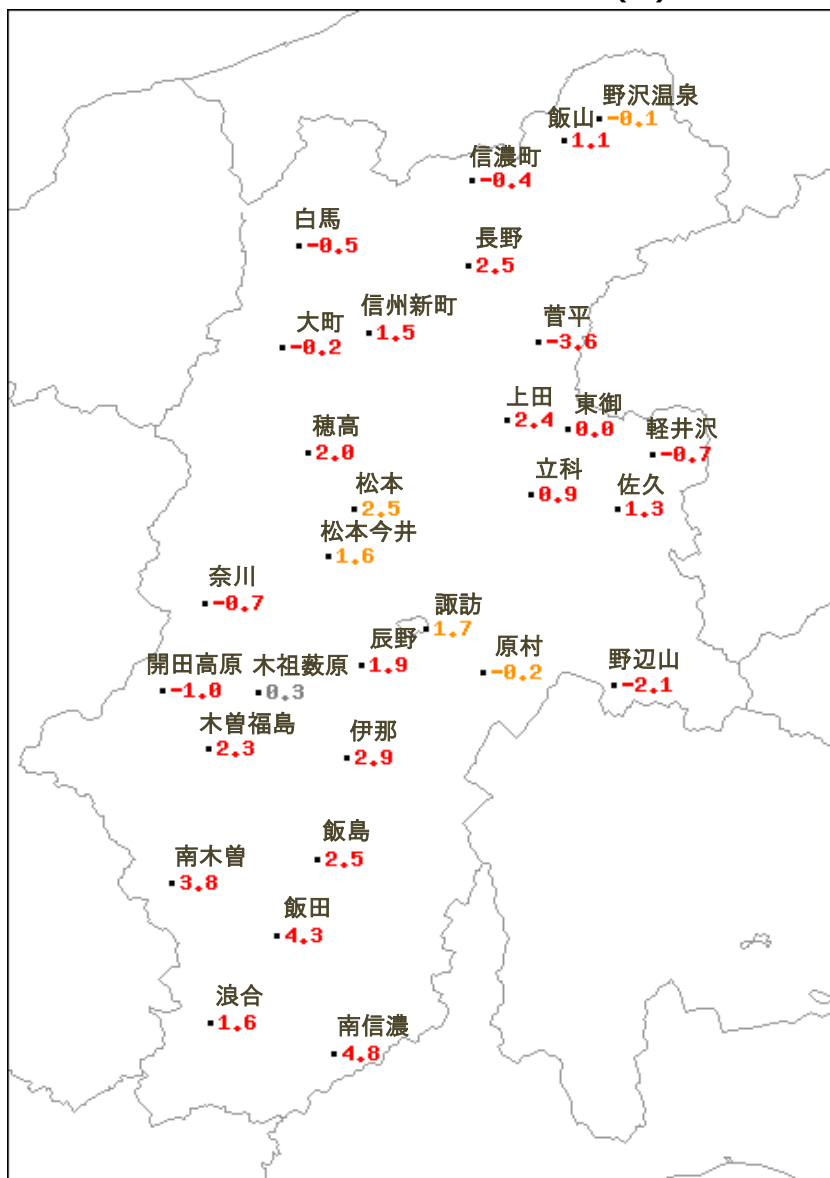 野沢温泉
-0.1
飯山
1.1
信濃町
-0.4
白馬
-0.5
長野
2.5
信州新町
1.5
大町
-0.2
菅平
-3.6
上田
2.4
東御
0.0
軽井沢
-0.7
穂高
2.0
立科
0.9
佐久
1.3
松本
2.5
松本今井
1.6
奈川
-0.7
諏訪
1.7
辰野
1.9
原村
-0.2
野辺山
-2.1
開田高原
-1.0
木祖薮原
0.3
木曽福島
2.3
伊那
2.9
飯島
2.5
南木曽
3.8
飯田
4.3
浪合
1.6
南信濃
4.8